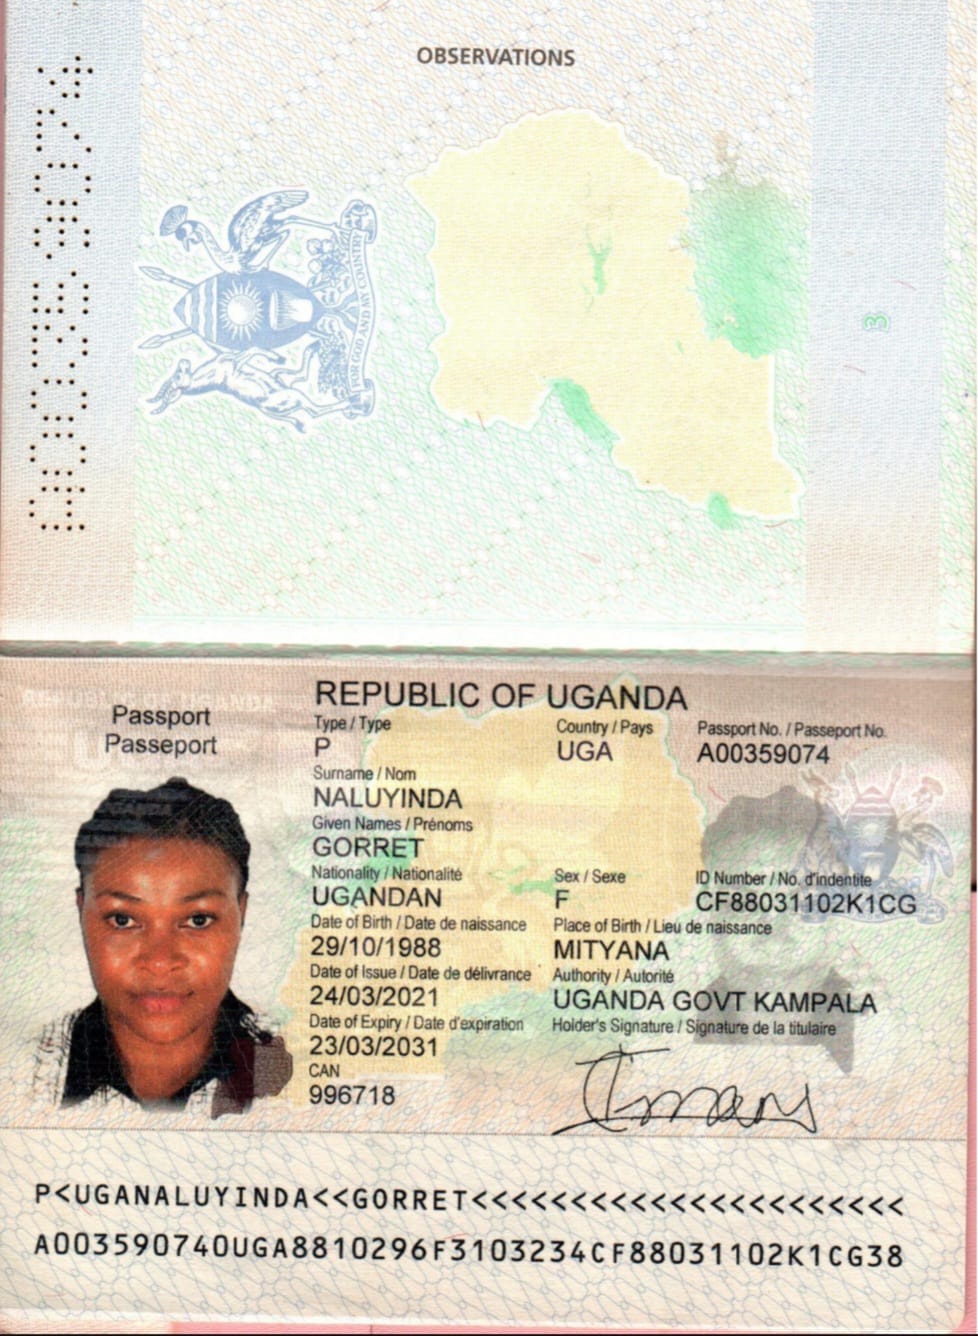 OBSERVATIONS
A00359074
FOR GOD AND MY COUNTRY
3
REPUBLIC OF UGANDA
Passport
Passeport
Type / Type
Country / Pays
Passport No. / Passeport No.
P
UGA
A00359074
Surname / Nom
NALUYINDA
Given Names / Prénoms
GORRET
Nationality / Nationalité
Sex / Sexe
ID Number / No. d'indentite
UGANDAN
F
CF88031102K1CG
Date of Birth / Date de naissance
Place of Birth / Lieu de naissance
29/10/1988
MITYANA
Date of Issue / Date de délivrance
Authority / Autorité
24/03/2021
UGANDA GOVT KAMPALA
Date of Expiry / Date d'expiration
Holder's Signature / Signature de la titulaire
23/03/2031
CAN
996718
P<UGANALUYINDA<<GORRET<<<<<<<<<<<<<<<<<<<<<<
A003590740UGA8810296F3103234CF88031102K1CG38